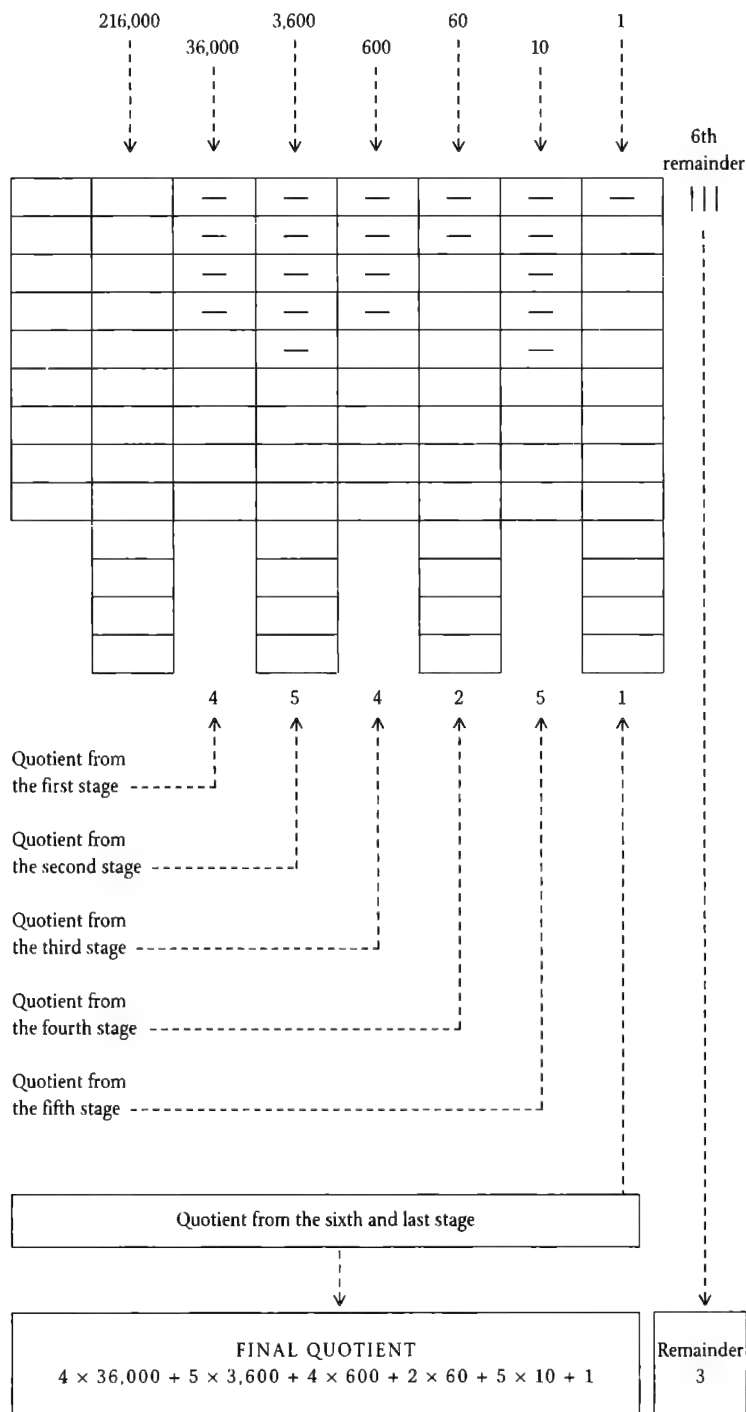 216,000 3,600 60 1
36,000 600 10
6th
remainder
4 5 4 2 5 1
Quotient from
the first stage
Quotient from
the second stage
Quotient from
the third stage
Quotient from
the fourth stage
Quotient from
the fifth stage
Quotient from the sixth and last stage
FINAL QUOTIENT
4 × 36,000 + 5 × 3,600 + 4 × 600 + 2 × 60 + 5 × 10 + 1
Remainder
3